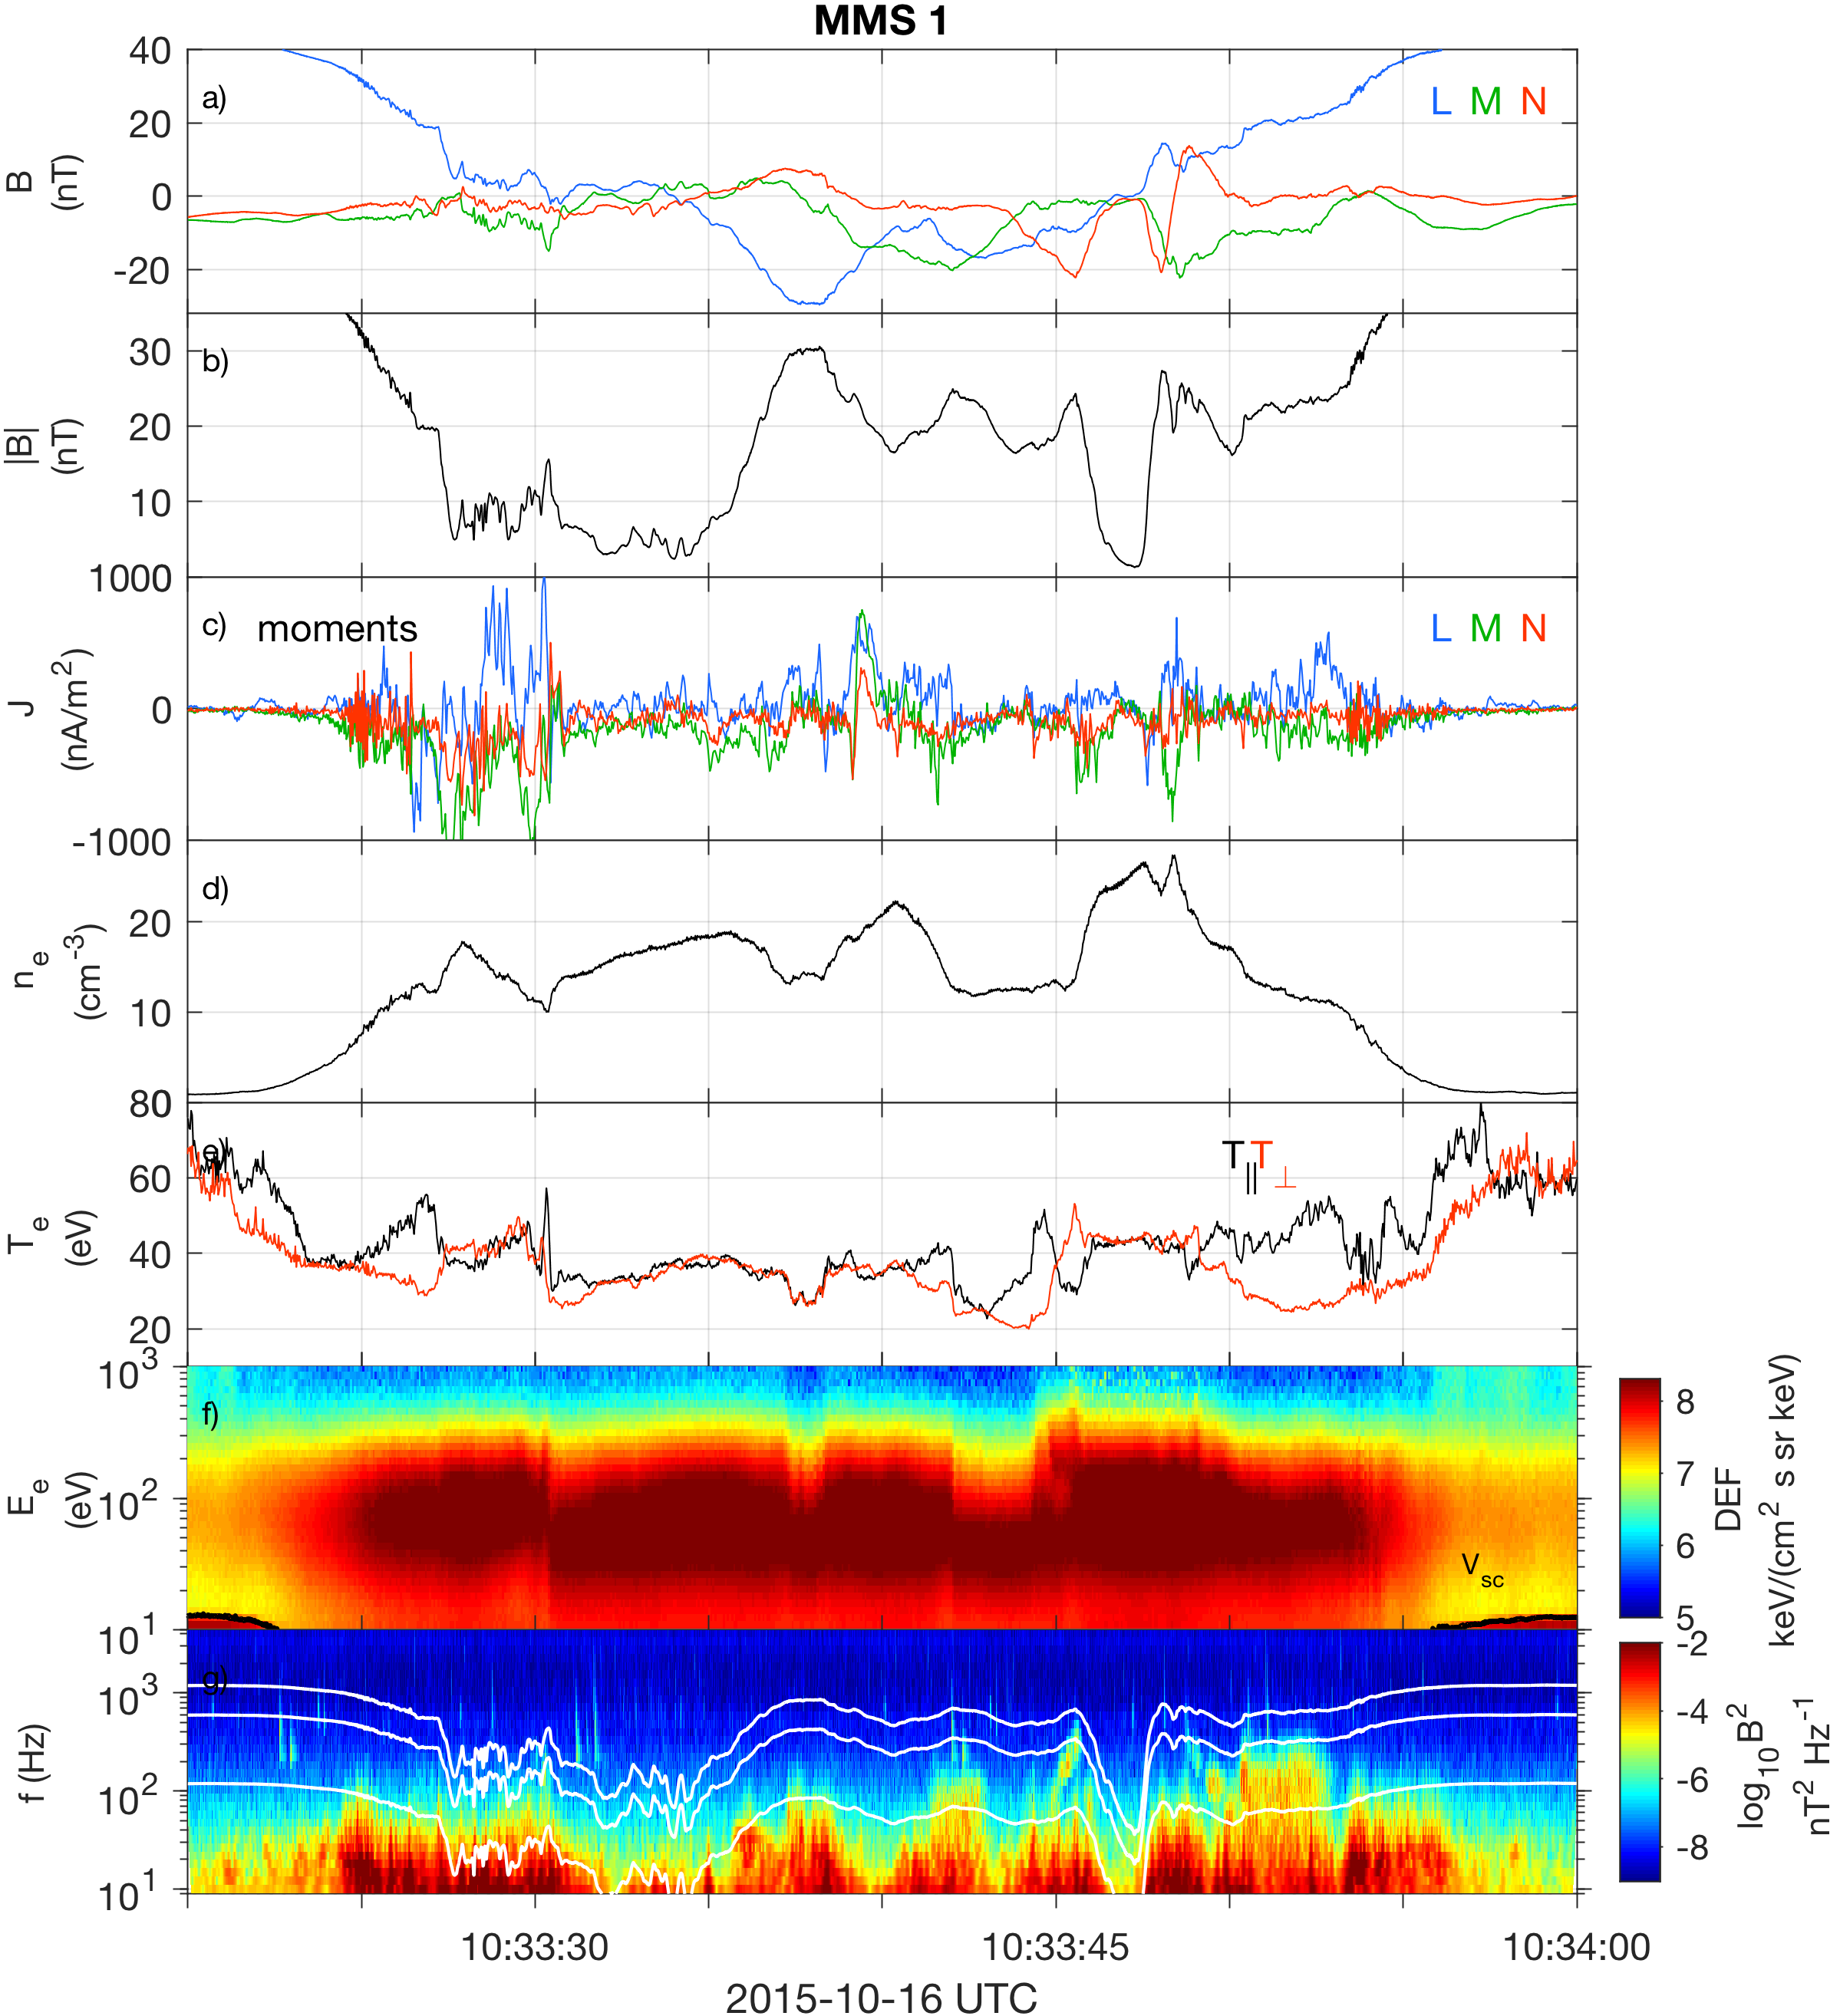 MMS 1
a)
L M N
B
(nT)
40
20
0
-20
b)
|B|
(nT)
30
20
10
c) moments
L M N
J
(nA/m²)
1000
0
-1000
d)
nₑ
(cm⁻³)
20
10
e)
T|| T⊥
Tₑ
(eV)
80
60
40
20
f)
Eₑ
(eV)
10³
10²
10¹
Vsc
8
7
6
5
DEF
keV/(cm² s sr keV)
g)
f (Hz)
10³
10²
10¹
-2
-4
-6
-8
log₁₀B²
nT² Hz⁻¹
10:33:30 10:33:45 10:34:00
2015-10-16 UTC